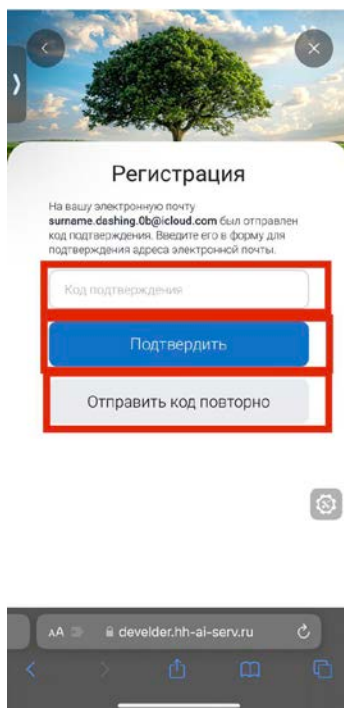 Регистрация
На вашу электронную почту
surname.dashing.0b@icloud.com был отправлен
код подтверждения. Введите его в форму для
подтверждения адреса электронной почты.
Код подтверждения
Подтвердить
Отправить код повторно
AA
develder.hh-ai-serv.ru